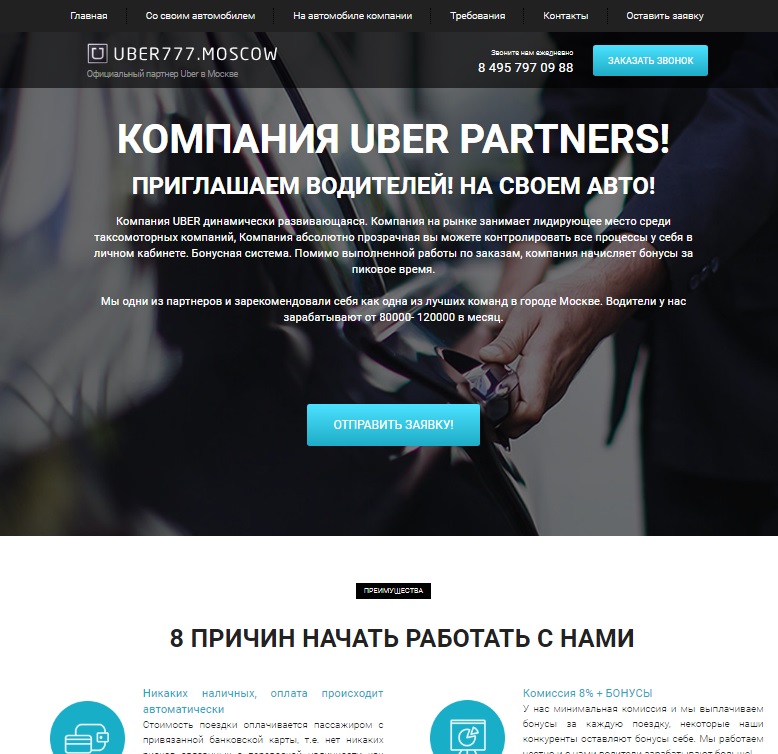 Главная
Со своим автомобилем
На автомобиле компании
Требования
Контакты
Оставить заявку
UBER777.MOSCOW
Официальный партнер Uber в Москве
Звоните нам ежедневно
8 495 797 09 88
ЗАКАЗАТЬ ЗВОНОК
КОМПАНИЯ UBER PARTNERS!
ПРИГЛАШАЕМ ВОДИТЕЛЕЙ! НА СВОЕМ АВТО!
Компания UBER динамически развивающаяся. Компания на рынке занимает лидирующее место среди
таксомоторных компаний, Компания абсолютно прозрачная вы можете контролировать все процессы у себя в
личном кабинете. Бонусная система. Помимо выполненной работы по заказам, компания начисляет бонусы за
пиковое время.
Мы одни из партнеров и зарекомендовали себя как одна из лучших команд в городе Москве. Водители у нас
зарабатывают от 80000- 120000 в месяц.
ОТПРАВИТЬ ЗАЯВКУ!
ПРЕИМУЩЕСТВА
8 ПРИЧИН НАЧАТЬ РАБОТАТЬ С НАМИ
Никаких наличных, оплата происходит
автоматически
Стоимость поездки оплачивается пассажиром с
привязанной банковской карты, т.е. нет никаких
Комиссия 8% + БОНУСЫ
У нас минимальная комиссия и мы выплачиваем
бонусы за каждую поездку, некоторые наши
конкуренты оставляют бонусы себе. Мы работаем